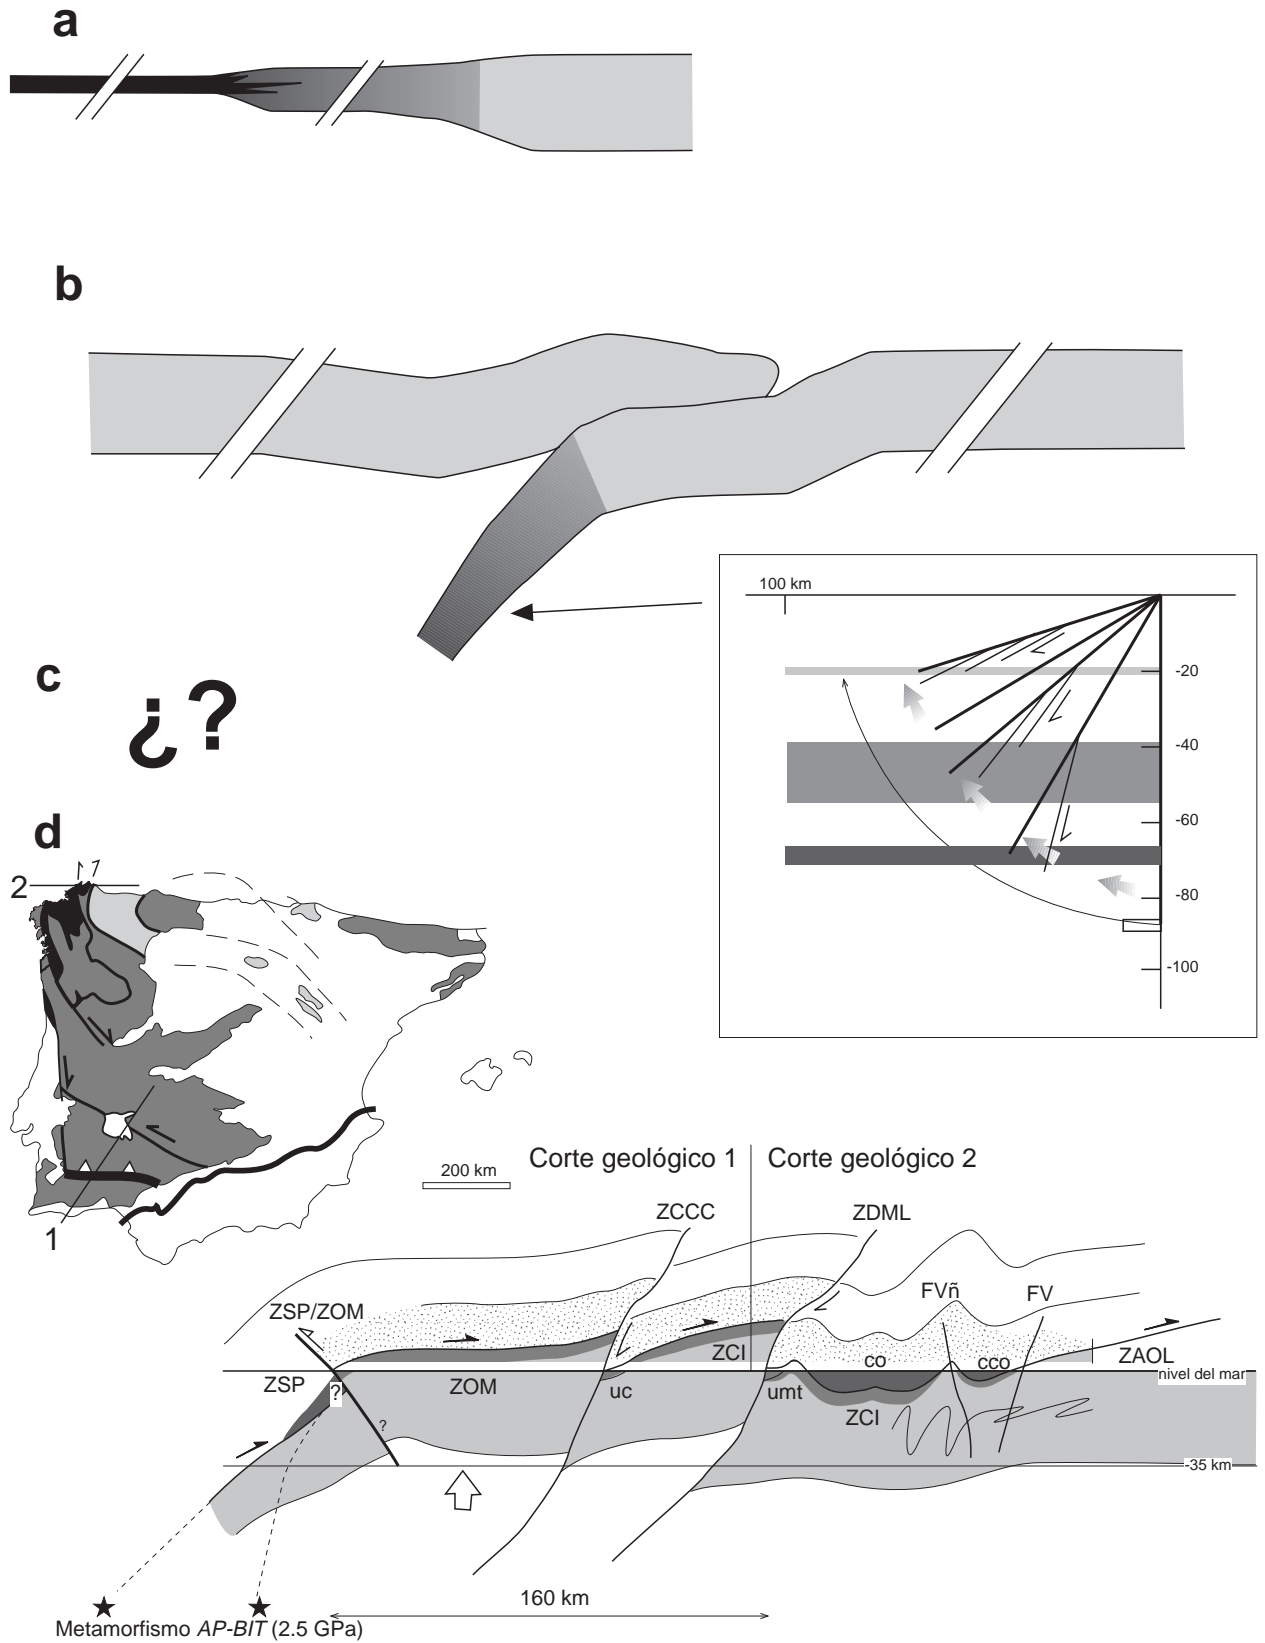 a
b
100 km
-20
-40
-60
-80
-100
c
¿?
d
2
1
200 km
Corte geológico 1
Corte geológico 2
ZCCC
ZDML
ZSP/ZOM
FVñ
FV
ZCI
co
cco
ZAOL
nivel del mar
ZSP
?
ZOM
uc
umt
ZCI
?
-35 km
160 km
Metamorfismo AP-BIT (2.5 GPa)